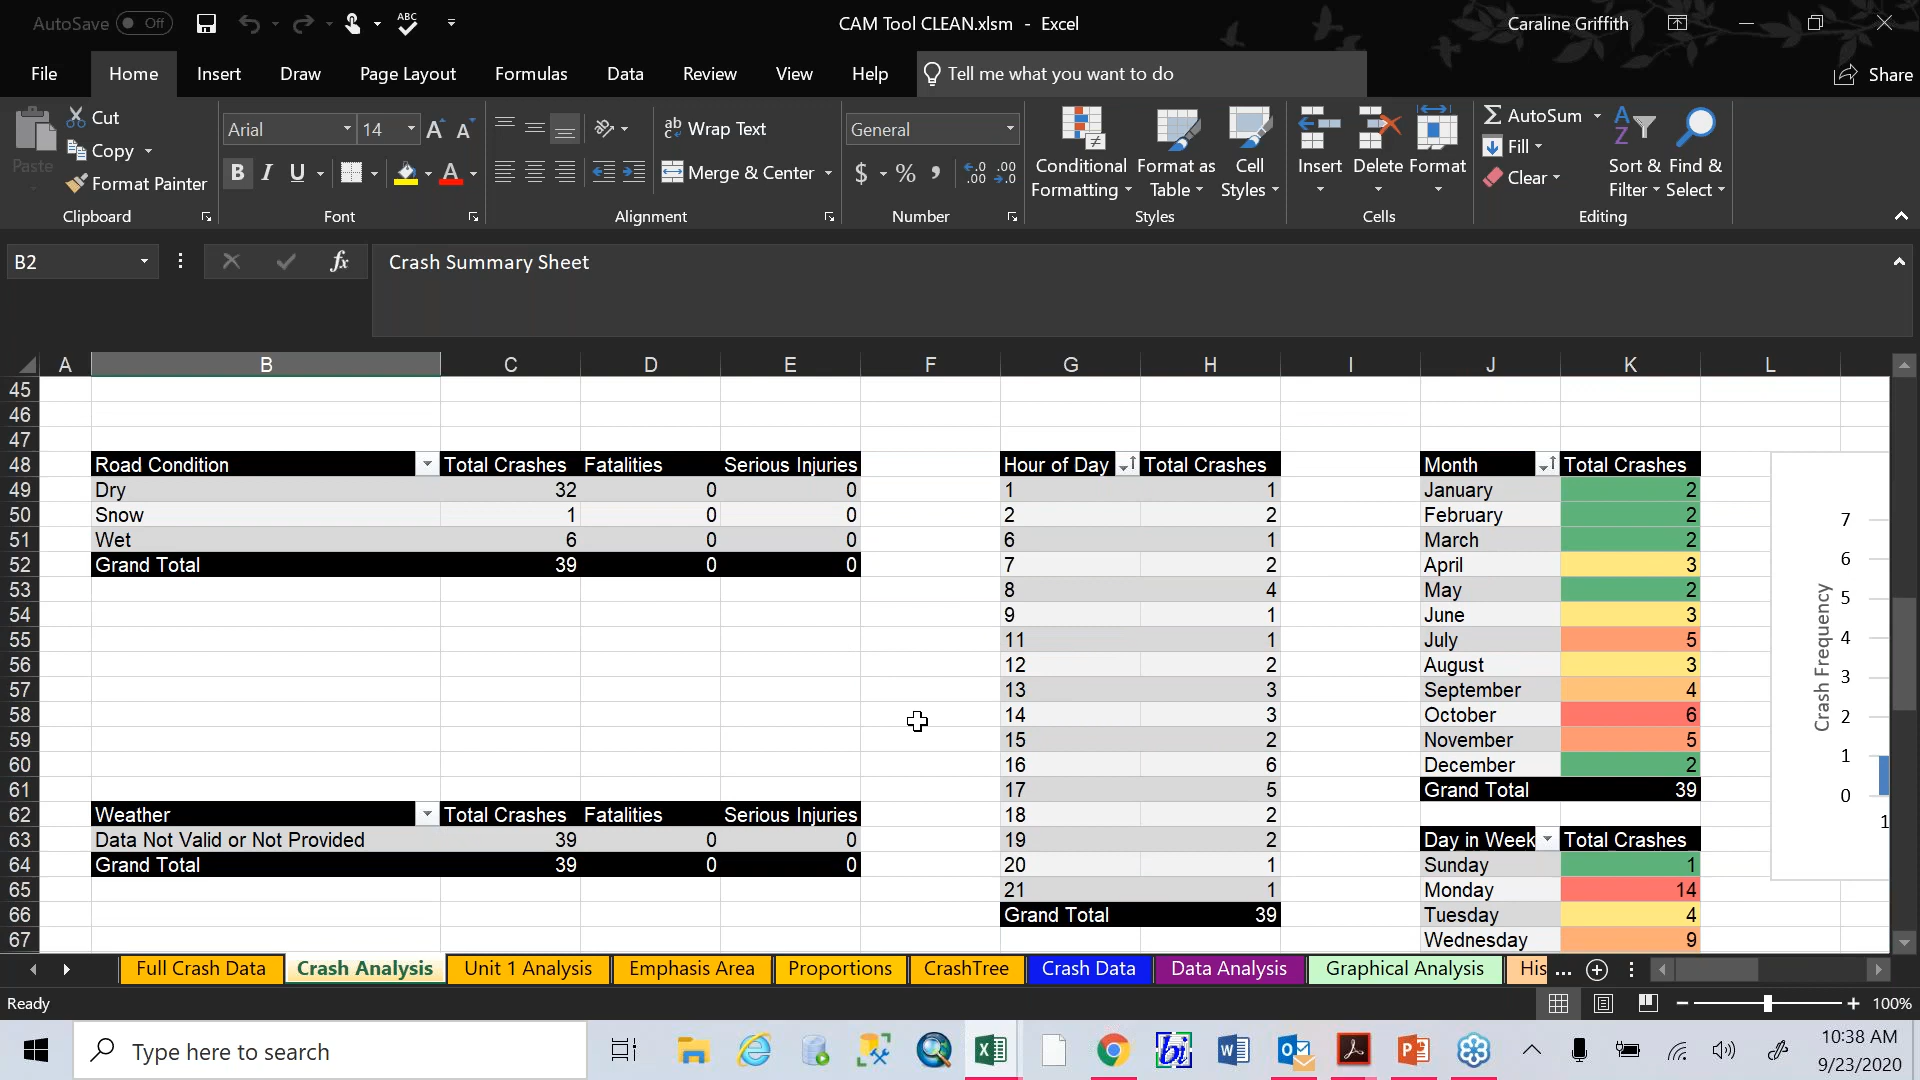 AutoSave Off
CAM Tool CLEAN.xlsm - Excel
Caraline Griffith
File Home Insert Draw Page Layout Formulas Data Review View Help Tell me what you want to do Share
Paste
Cut
Copy
Format Painter
Clipboard
Arial 14
B I U
Font
Wrap Text
Merge & Center
Alignment
General
$ % ,
Number
Conditional Formatting
Format as Table
Cell Styles
Styles
Insert Delete Format
Cells
AutoSum
Fill
Clear
Sort & Filter
Find & Select
Editing
B2 fx Crash Summary Sheet
A B C D E F G H I J K L
45
46
47
48 Road Condition Total Crashes Fatalities Serious Injuries Hour of Day Total Crashes Month Total Crashes
49 Dry 32 0 0 1 1 January 2
50 Snow 1 0 0 2 2 February 2
51 Wet 6 0 0 6 1 March 2
52 Grand Total 39 0 0 7 2 April 3
53 8 4 May 2
54 9 1 June 3
55 11 1 July 5
56 12 2 August 3
57 13 3 September 4
58 14 3 October 6
59 15 2 November 5
60 16 6 December 2
61 17 5 Grand Total 39
62 Weather Total Crashes Fatalities Serious Injuries 18 2
63 Data Not Valid or Not Provided 39 0 0 19 2 Day in Week Total Crashes
64 Grand Total 39 0 0 20 1 Sunday 1
65 21 1 Monday 14
66 Grand Total 39 Tuesday 4
67 Wednesday 9
Crash Frequency
7
6
5
4
3
2
1
0
1
Full Crash Data Crash Analysis Unit 1 Analysis Emphasis Area Proportions CrashTree Crash Data Data Analysis Graphical Analysis His ...
Ready 100%
Type here to search
10:38 AM
9/23/2020